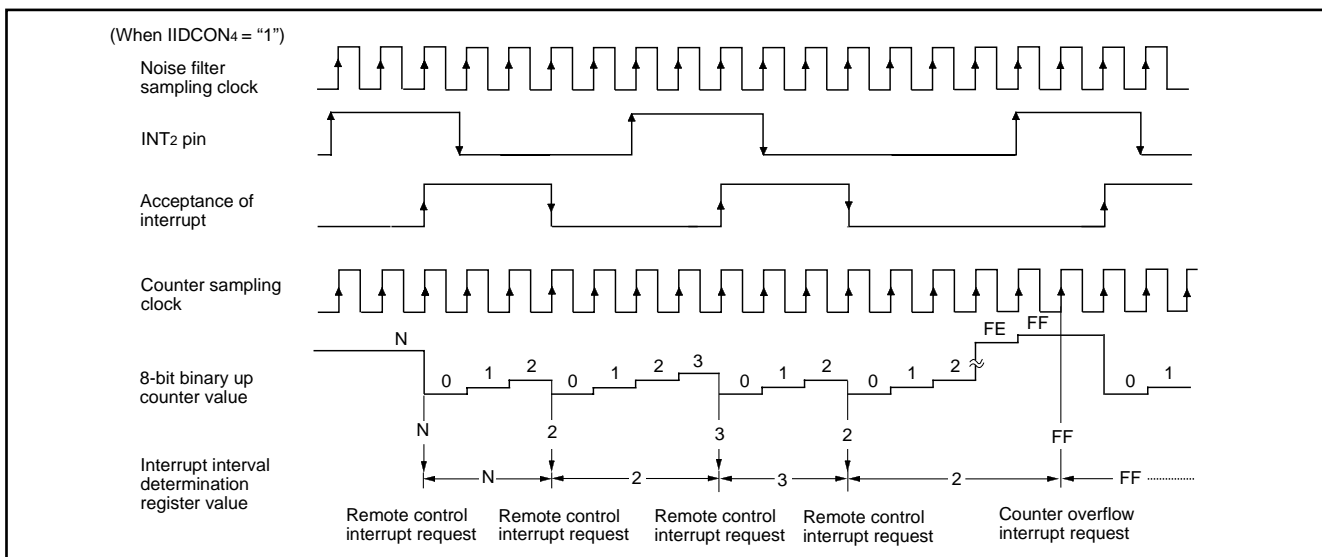 (When IIDCON4 = “1”)
Noise filter
sampling clock
INT2 pin
Acceptance of
interrupt
Counter sampling
clock
N
FE
FF
8-bit binary up
counter value
0 1 2 0 1 2 3 0 1 2 0 1 2 0 1
N 2 3 2 FF
Interrupt interval
determination
register value
N 2 3 2 FF
Remote control
interrupt request
Remote control
interrupt request
Remote control
interrupt request
Remote control
interrupt request
Counter overflow
interrupt request